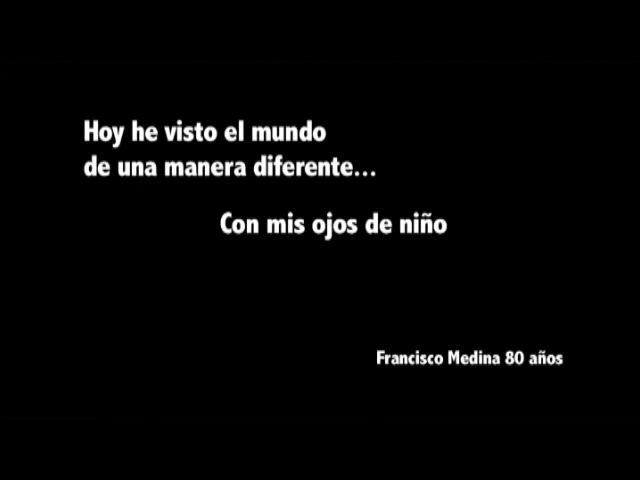 Hoy he visto el mundo
de una manera diferente...
Con mis ojos de niño
Francisco Medina 80 años